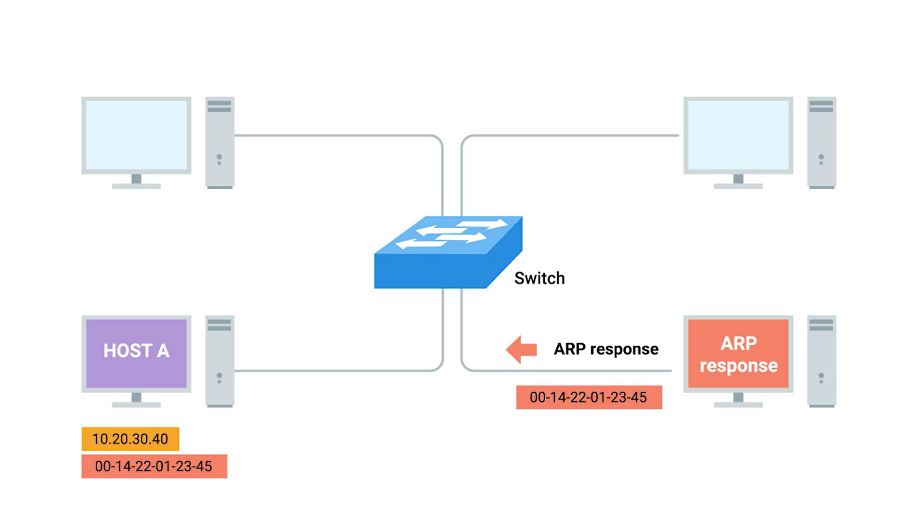 Switch
HOST A
ARP response
ARP
response
00-14-22-01-23-45
10.20.30.40
00-14-22-01-23-45